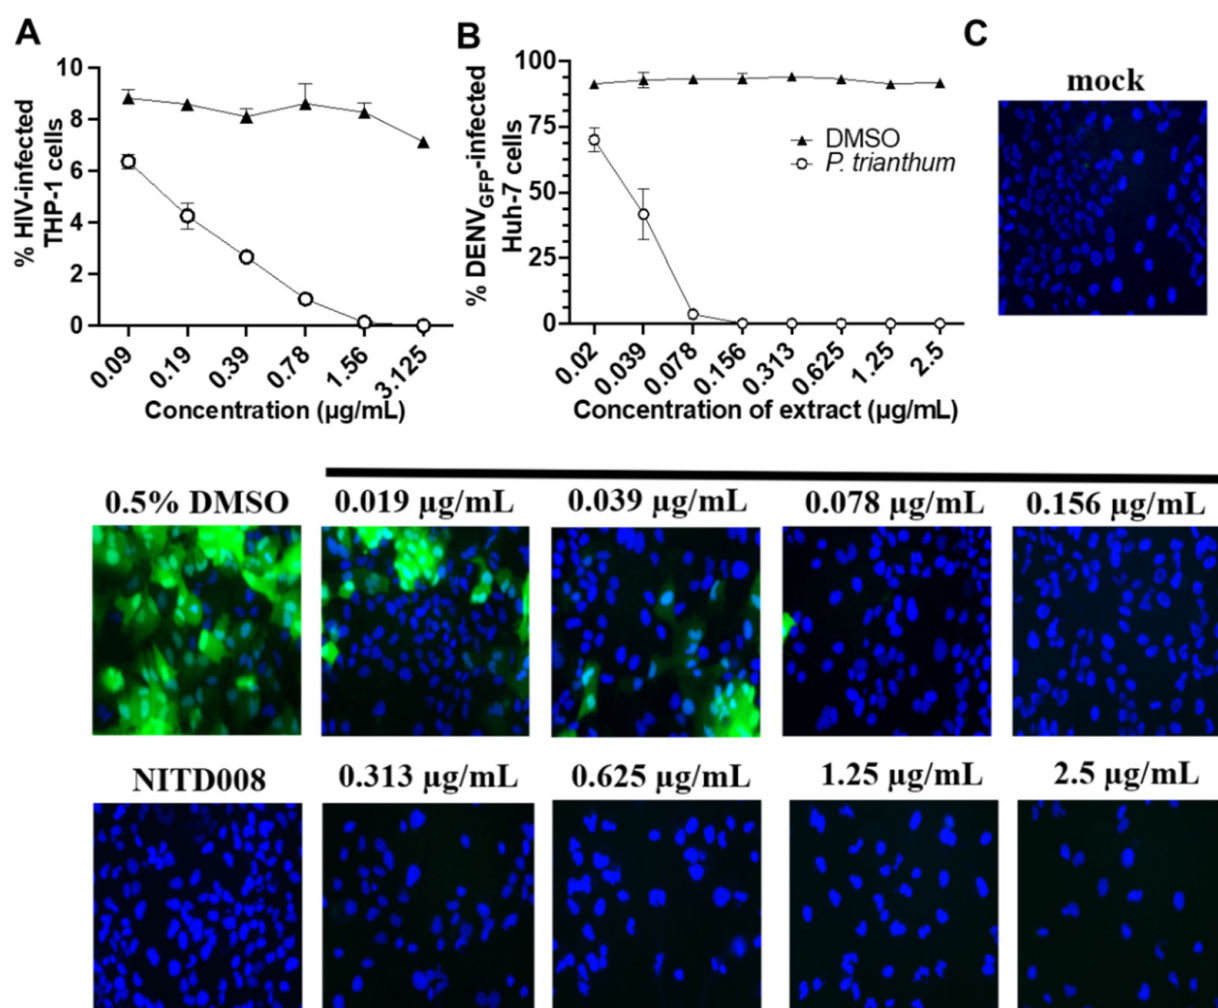 A
B
C
% HIV-infected
THP-1 cells
10
8
6
4
2
0
0.09
0.19
0.39
0.78
1.56
3.125
Concentration (µg/mL)
% DENVGFP-infected
Huh-7 cells
100
75
50
25
0
DMSO
P. trianthum
0.02
0.039
0.078
0.156
0.313
0.625
1.25
2.5
Concentration of extract (µg/mL)
mock
0.5% DMSO
0.019 µg/mL
0.039 µg/mL
0.078 µg/mL
0.156 µg/mL
NITD008
0.313 µg/mL
0.625 µg/mL
1.25 µg/mL
2.5 µg/mL